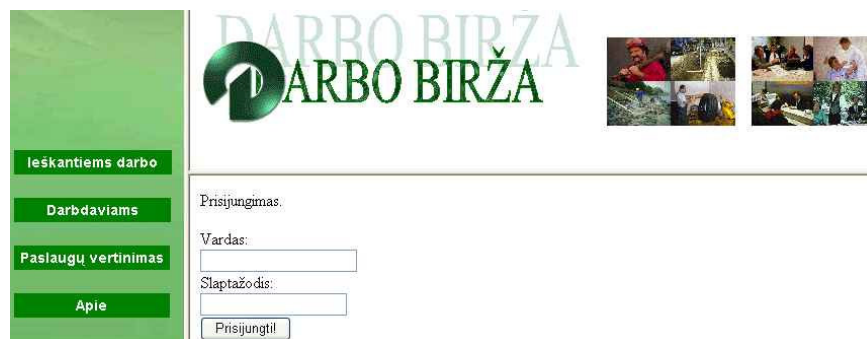 DARBO BIRŽA
DARBO BIRŽA
Ieškantiems darbo
Darbdaviams
Paslaugų vertinimas
Apie
Prisijungimas.
Vardas:
Slaptažodis:
Prisijungti!